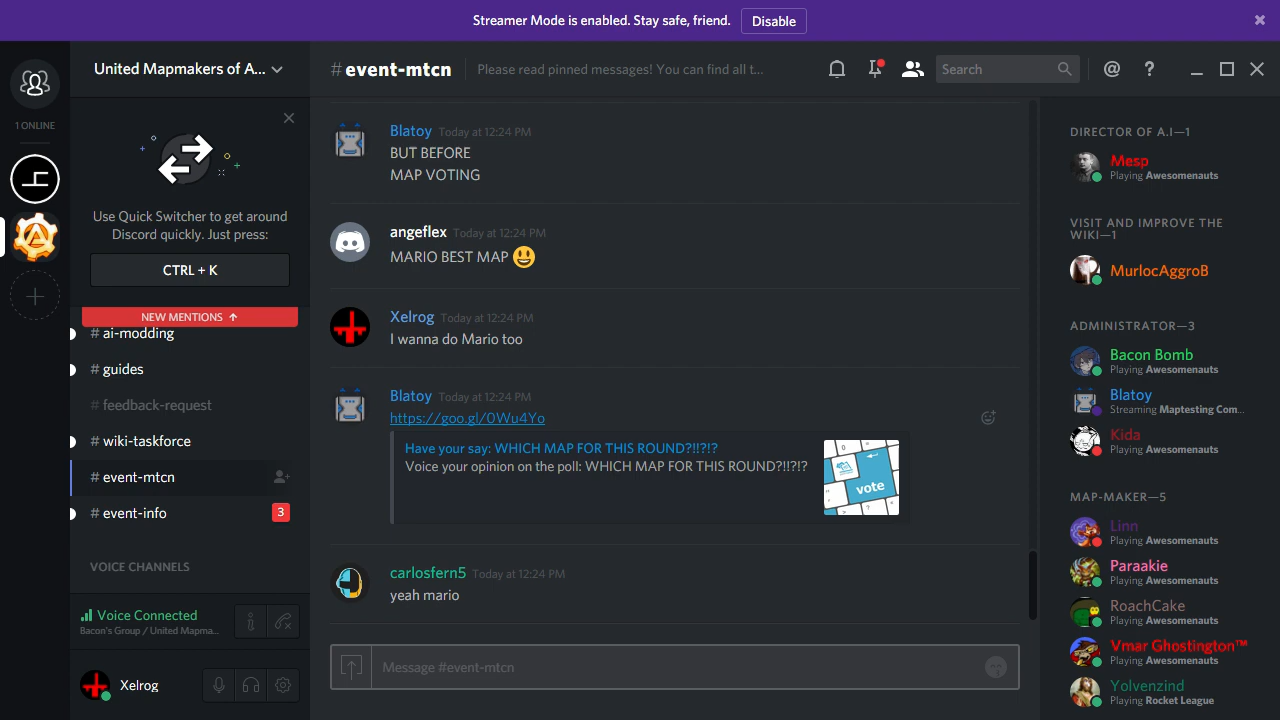 Streamer Mode is enabled. Stay safe, friend. Disable
1 ONLINE
United Mapmakers of A...
Use Quick Switcher to get around
Discord quickly. Just press:
CTRL + K
NEW MENTIONS
# ai-modding
# guides
# feedback-request
# wiki-taskforce
# event-mtcn
# event-info 3
VOICE CHANNELS
Voice Connected
Bacon's Group / United Mapma...
Xelrog
# event-mtcn Please read pinned messages! You can find all t...
Search
Blatoy Today at 12:24 PM
BUT BEFORE
MAP VOTING
angeflex Today at 12:24 PM
MARIO BEST MAP 😃
Xelrog Today at 12:24 PM
I wanna do Mario too
Blatoy Today at 12:24 PM
https://goo.gl/0Wu4Yo
Have your say: WHICH MAP FOR THIS ROUND?!!?!?
Voice your opinion on the poll: WHICH MAP FOR THIS ROUND?!!?!?
vote
carlosfern5 Today at 12:24 PM
yeah mario
Message #event-mtcn
DIRECTOR OF A.I—1
Mesp
Playing Awesomenauts
VISIT AND IMPROVE THE
WIKI—1
MurlocAggroB
ADMINISTRATOR—3
Bacon Bomb
Playing Awesomenauts
Blatoy
Streaming Maptesting Com...
Kida
Playing Awesomenauts
MAP-MAKER—5
Linn
Playing Awesomenauts
Paraakie
Playing Awesomenauts
RoachCake
Playing Awesomenauts
Vmar Ghostington™
Playing Awesomenauts
Yolvenzind
Playing Rocket League